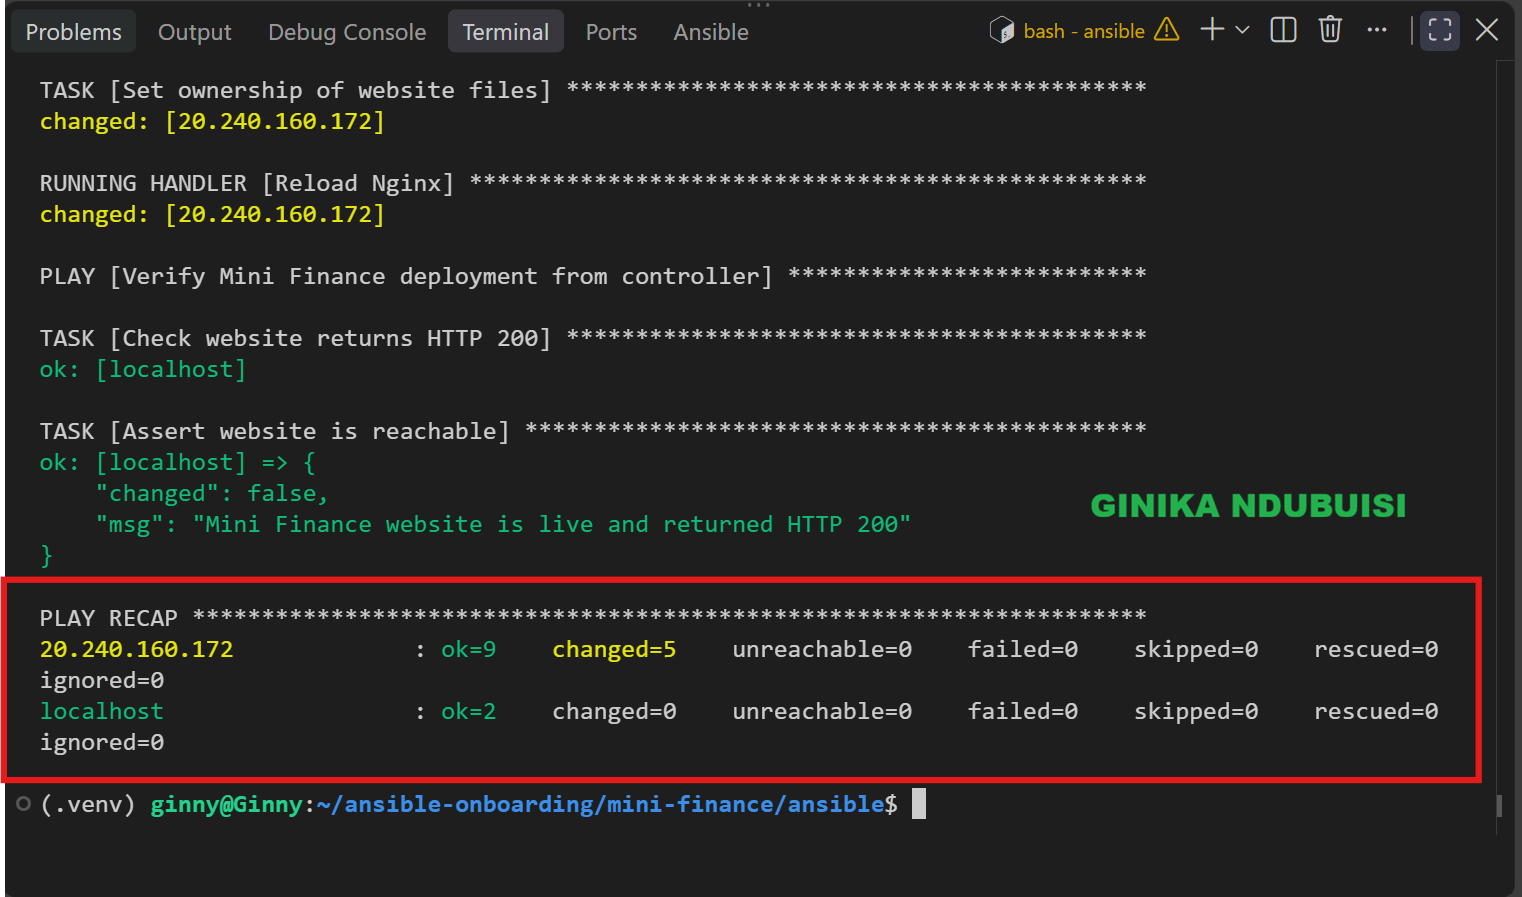 Problems Output Debug Console Terminal Ports Ansible bash - ansible
TASK [Set ownership of website files] ******************************************
changed: [20.240.160.172]
RUNNING HANDLER [Reload Nginx] *************************************************
changed: [20.240.160.172]
PLAY [Verify Mini Finance deployment from controller] **************************
TASK [Check website returns HTTP 200] ******************************************
ok: [localhost]
TASK [Assert website is reachable] *********************************************
ok: [localhost] => {
    "changed": false,
    "msg": "Mini Finance website is live and returned HTTP 200"
}
GINIKA NDUBUISI
PLAY RECAP *********************************************************************
20.240.160.172             : ok=9    changed=5    unreachable=0    failed=0    skipped=0    rescued=0
ignored=0
localhost                  : ok=2    changed=0    unreachable=0    failed=0    skipped=0    rescued=0
ignored=0
(.venv) ginny@Ginny:~/ansible-onboarding/mini-finance/ansible$